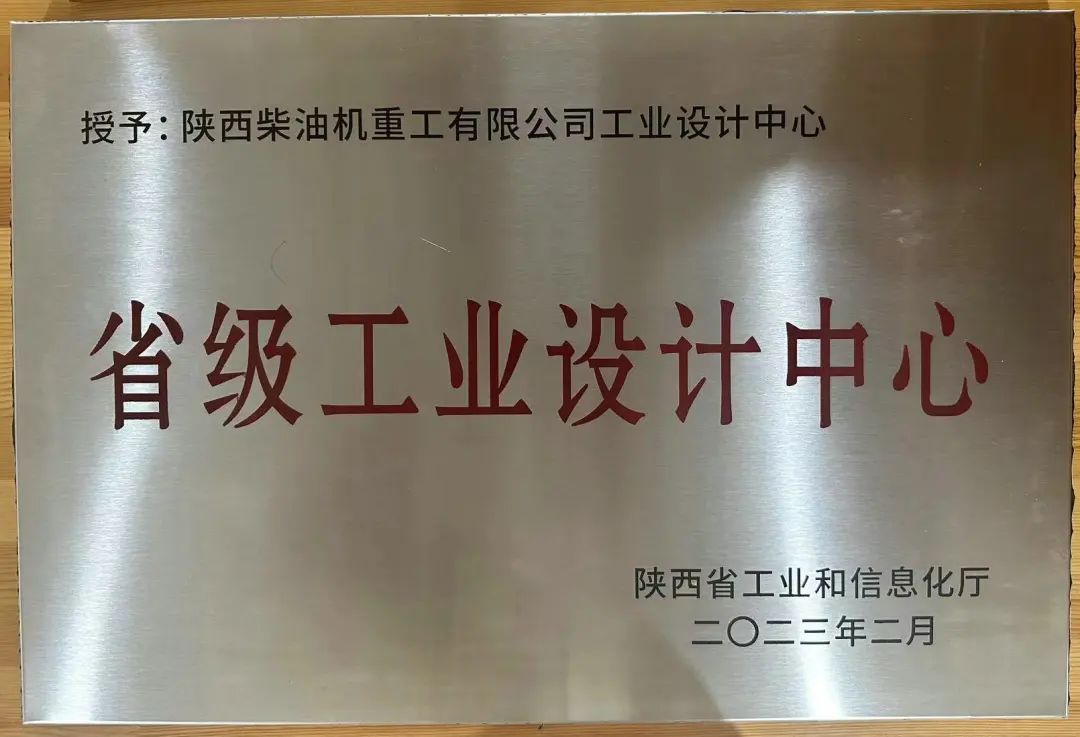 授予：陕西柴油机重工有限公司工业设计中心
省级工业设计中心
陕西省工业和信息化厅
二〇二三年二月